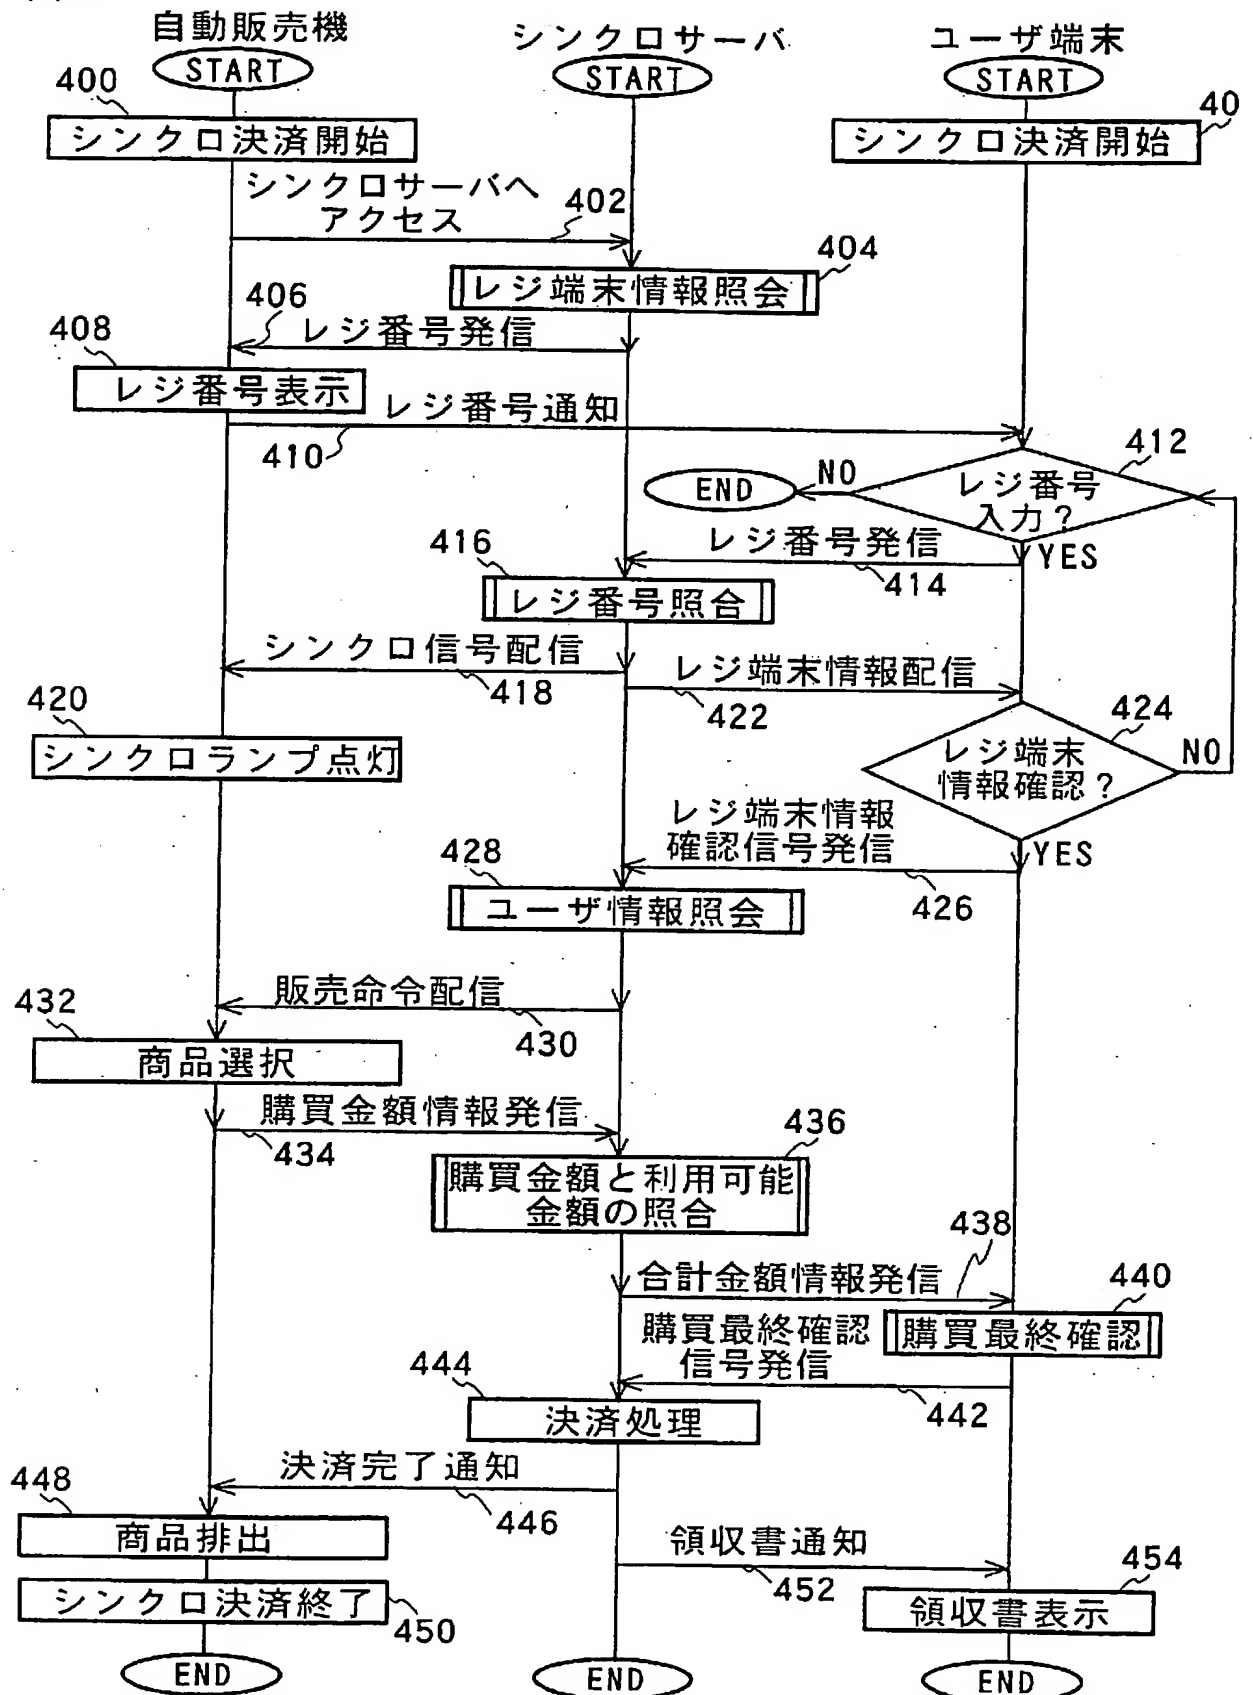 自動販売機
シンクロサーバ
ユーザ端末
START
START
START
400
シンクロ決済開始
40
シンクロ決済開始
シンクロサーバへ
アクセス
402
404
レジ端末情報照会
406
レジ番号発信
408
レジ番号表示
レジ番号通知
410
412
レジ番号
入力?
NO
END
YES
レジ番号発信
414
416
レジ番号照合
シンクロ信号配信
418
レジ端末情報配信
422
420
シンクロランプ点灯
424
レジ端末
情報確認?
NO
YES
レジ端末情報
確認信号発信
426
428
ユーザ情報照会
販売命令配信
430
432
商品選択
購買金額情報発信
434
436
購買金額と利用可能
金額の照合
438
合計金額情報発信
440
購買最終確認
購買最終確認
信号発信
442
444
決済処理
決済完了通知
446
448
商品排出
領収書通知
452
454
領収書表示
シンクロ決済終了
450
END
END
END